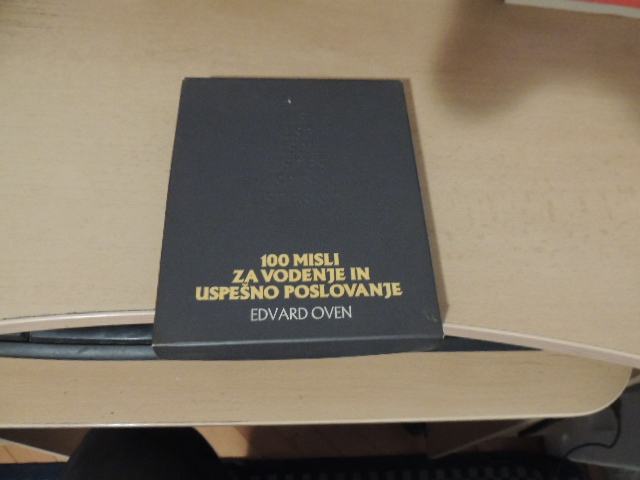 100 MISLI
ZA VODENJE IN
USPEŠNO POSLOVANJE
EDVARD OVEN